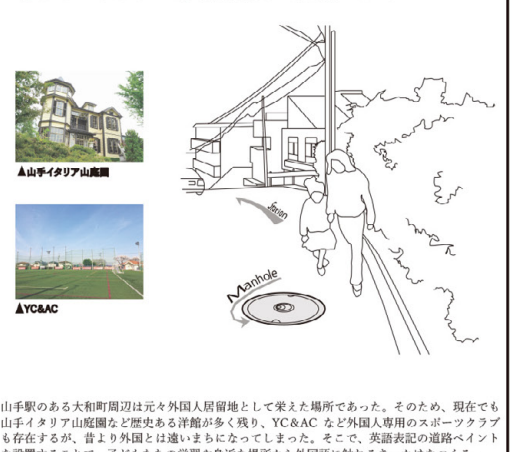 ▲山手イタリア山庭園
▲YC&AC
Manhole
山手駅のある大和町周辺は元々外国人居留地として栄えた場所であった。そのため、現在でも
山手イタリア山庭園など歴史ある洋館が多く残り、YC&AC など外国人専用のスポーツクラブ
も存在するが、昔より外国とは遠いまちになってしまった。そこで、英語表記の道路ペイント